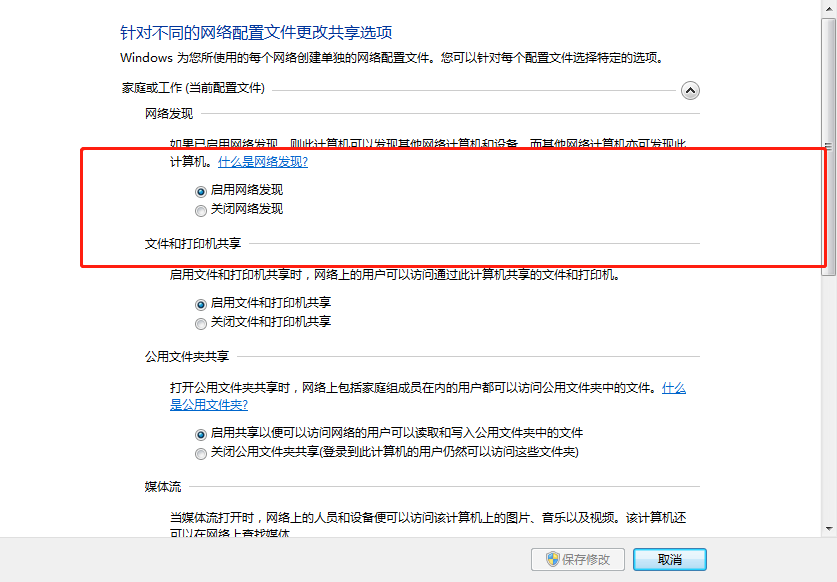 针对不同的网络配置文件更改共享选项
Windows 为您所使用的每个网络创建单独的网络配置文件。您可以针对每个配置文件选择特定的选项。
家庭或工作 (当前配置文件)
网络发现
如果已启用网络发现，则此计算机可以发现其他网络计算机和设备，而其他网络计算机亦可发现此
计算机。什么是网络发现?
启用网络发现
关闭网络发现
文件和打印机共享
启用文件和打印机共享时，网络上的用户可以访问通过此计算机共享的文件和打印机。
启用文件和打印机共享
关闭文件和打印机共享
公用文件夹共享
打开公用文件夹共享时，网络上包括家庭组成员在内的用户都可以访问公用文件夹中的文件。什么
是公用文件夹?
启用共享以便可以访问网络的用户可以读取和写入公用文件夹中的文件
关闭公用文件夹共享(登录到此计算机的用户仍然可以访问这些文件夹)
媒体流
当媒体流打开时，网络上的人员和设备便可以访问该计算机上的图片、音乐以及视频。该计算机还
可以在网络上查找媒体
保存修改
取消